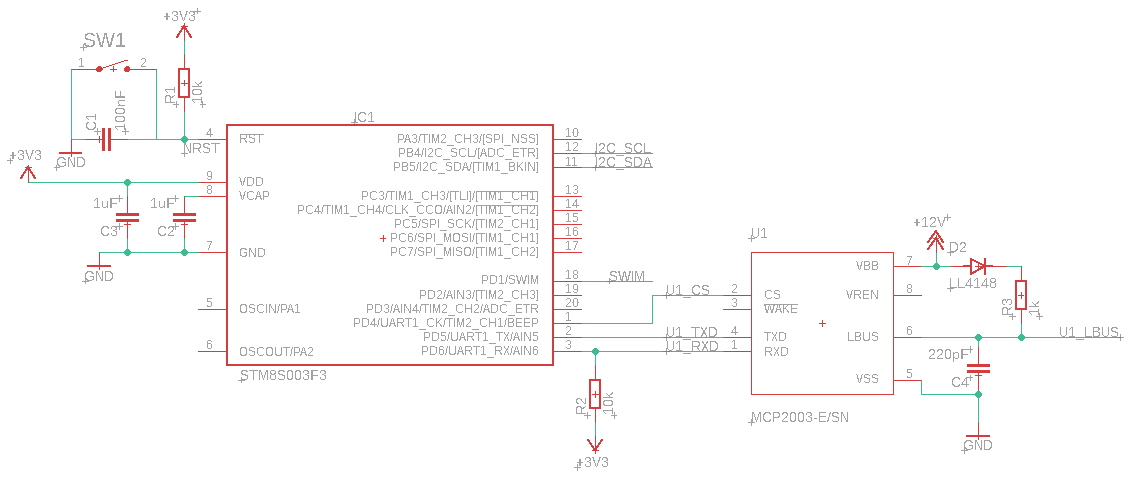 +3V3
SW1
1 2
R1
10k
C1
100nF
GND
NRST
+3V3
1uF
C3
1uF
C2
GND
IC1
4 RST
9 VDD
8 VCAP
7 GND
5 OSCIN/PA1
6 OSCOUT/PA2
PA3/TIM2_CH3/[SPI_NSS] 10
PB4/I2C_SCL/[ADC_ETR] 12 I2C_SCL
PB5/I2C_SDA/[TIM1_BKIN] 11 I2C_SDA
PC3/TIM1_CH3/[TLI]/[TIM1_CH1] 13
PC4/TIM1_CH4/CLK_CCO/AIN2/[TIM1_CH2] 14
PC5/SPI_SCK/[TIM2_CH1] 15
PC6/SPI_MOSI/[TIM1_CH1] 16
PC7/SPI_MISO/[TIM1_CH2] 17
PD1/SWIM 18 SWIM
PD2/AIN3/[TIM2_CH3] 19
PD3/AIN4/TIM2_CH2/ADC_ETR 20
PD4/UART1_CK/TIM2_CH1/BEEP 1
PD5/UART1_TX/AIN5 2
PD6/UART1_RX/AIN6 3
STM8S003F3
U1_CS
U1_TXD
U1_RXD
R2
10k
+3V3
U1
2 CS
3 WAKE
4 TXD
1 RXD
VBB 7
VREN 8
LBUS 6
VSS 5
MCP2003-E/SN
+12V
D2
LL4148
R3
1k
U1_LBUS
220pF
C4
GND